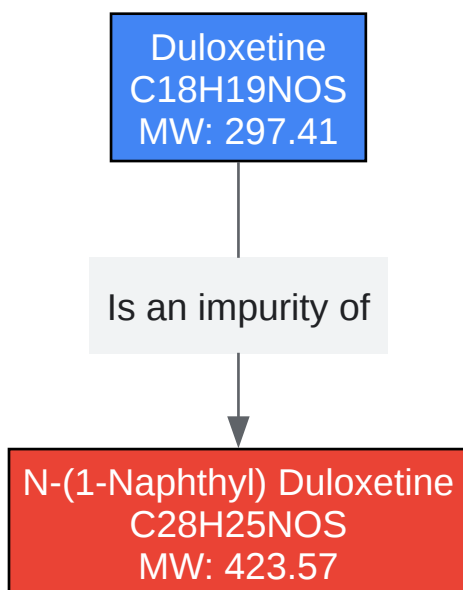 Duloxetine
C18H19NOS
MW: 297.41
Is an impurity of
N-(1-Naphthyl) Duloxetine
C28H25NOS
MW: 423.57